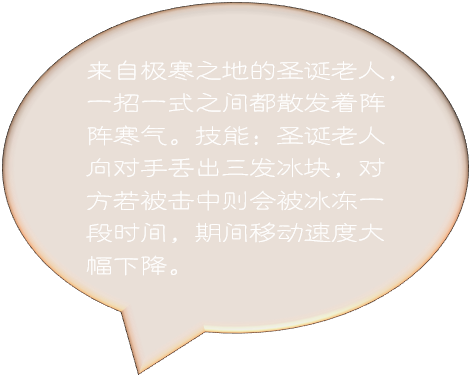 来自极寒之地的圣诞老人，
一招一式之间都散发着阵
阵寒气。技能：圣诞老人
向对手丢出三发冰块，对
方若被击中则会被冰冻一
段时间，期间移动速度大
幅下降。